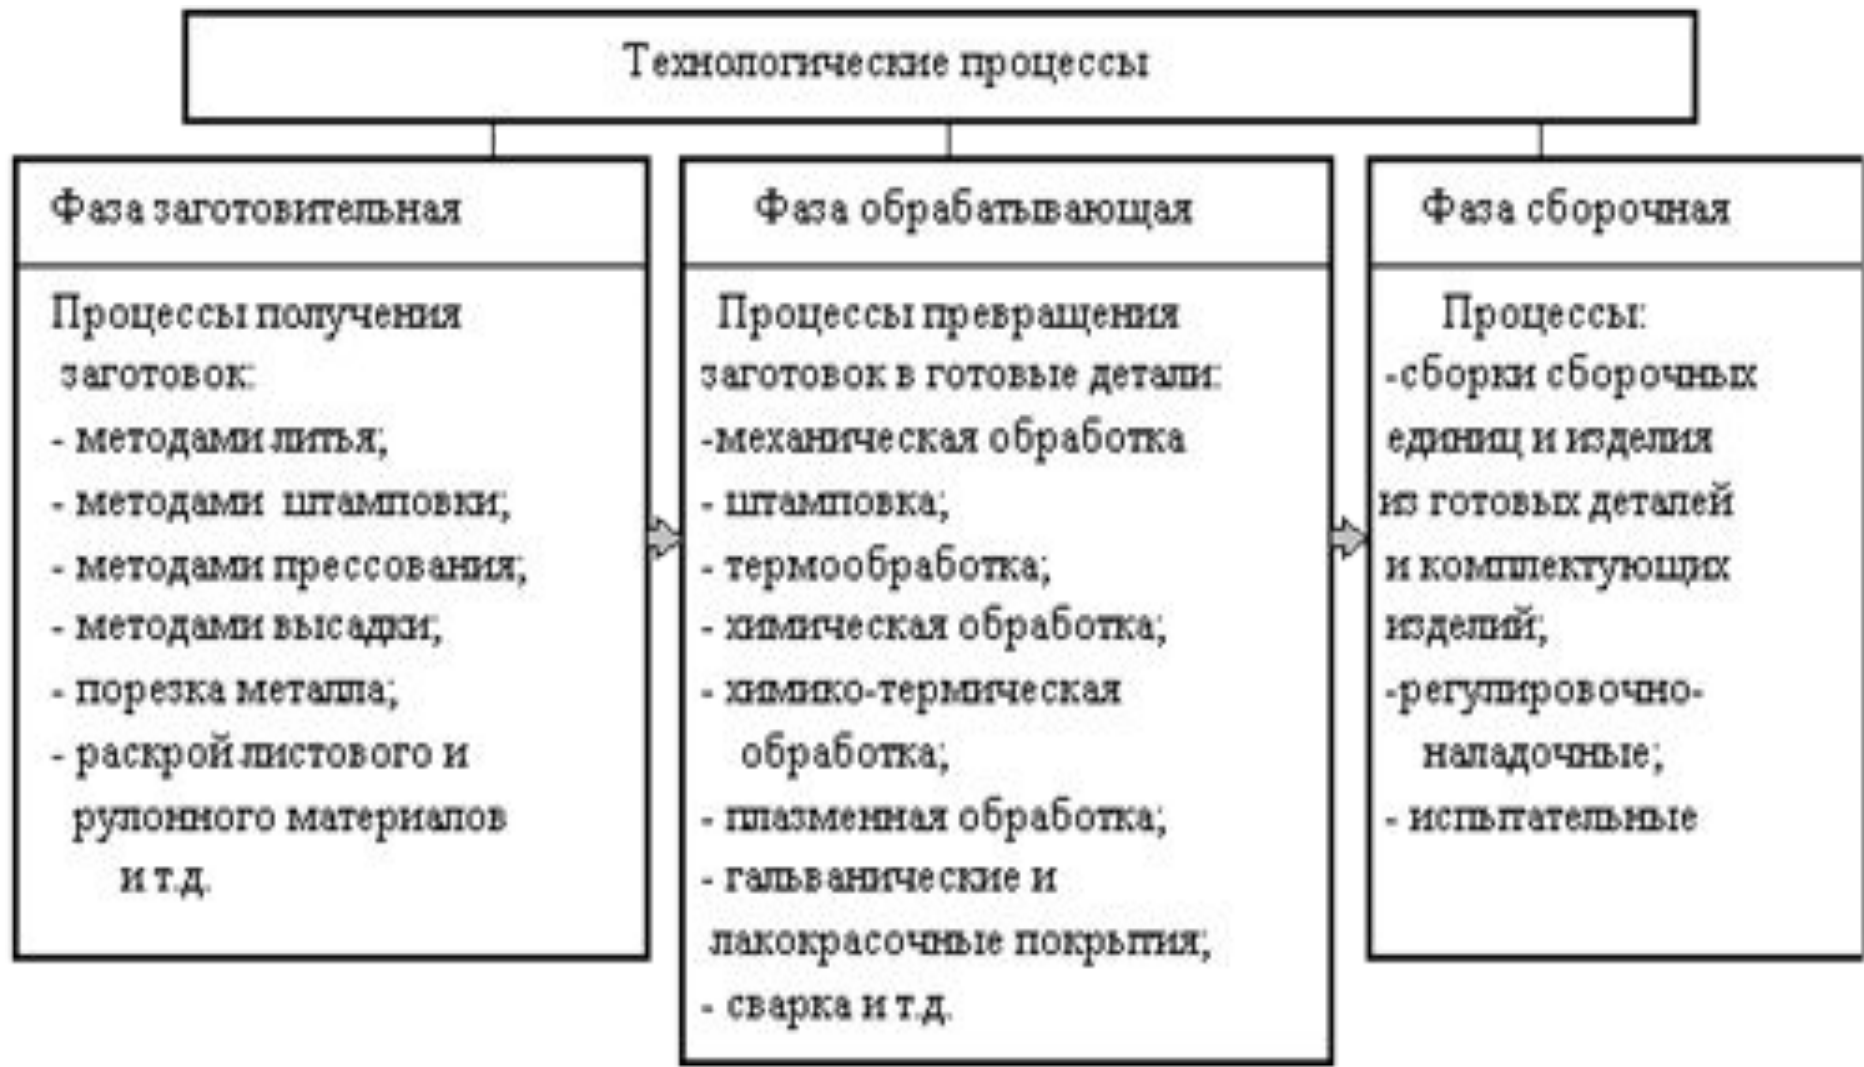 Технологические процессы
Фаза заготовительная
Процессы получения
заготовок:
- методами литья;
- методами штамповки;
- методами прессования;
- методами высадки;
- порезка металла;
- раскрой листового и
рулонного материалов
и т.д.
Фаза обрабатывающая
Процессы превращения
заготовок в готовые детали:
-механическая обработка
- штамповка;
- термообработка;
- химическая обработка;
- химико-термическая
обработка;
- плазменная обработка;
- гальванические и
лакокрасочные покрытия;
- сварка и т.д.
Фаза сборочная
Процессы:
-сборки сборочных
единиц и изделия
из готовых деталей
и комплектующих
изделий;
-регулировочно-
наладочные;
- испытательные